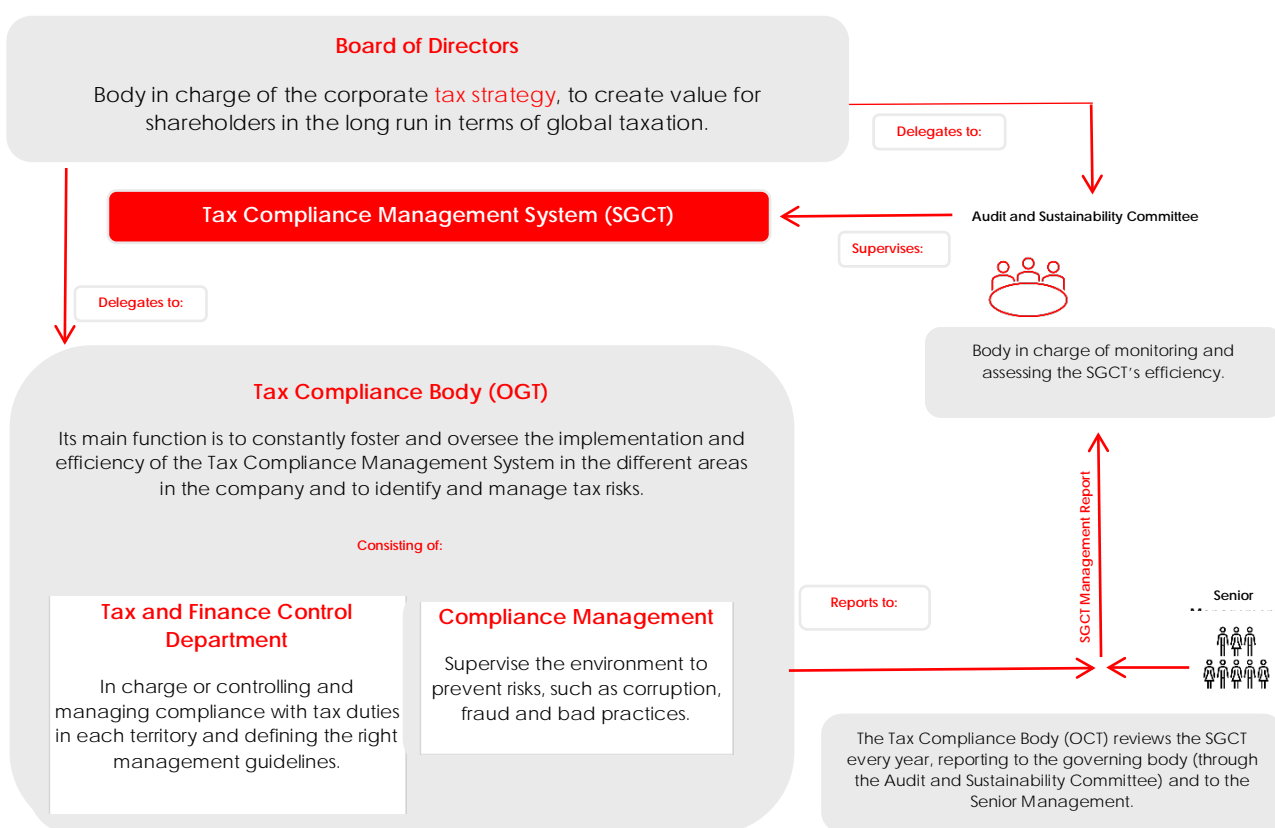 Board of Directors
Body in charge of the corporate tax strategy, to create value for
shareholders in the long run in terms of global taxation.
Delegates to:
Tax Compliance Management System (SGCT)
Audit and Sustainability Committee
Supervises:
Delegates to:
Body in charge of monitoring and
assessing the SGCT's efficiency.
Tax Compliance Body (OGT)
Its main function is to constantly foster and oversee the implementation and
efficiency of the Tax Compliance Management System in the different areas
in the company and to identify and manage tax risks.
Consisting of:
Tax and Finance Control
Department
In charge or controlling and
managing compliance with tax duties
in each territory and defining the right
management guidelines.
Compliance Management
Supervise the environment to
prevent risks, such as corruption,
fraud and bad practices.
Reports to:
SGCT Management Report
Senior
The Tax Compliance Body (OCT) reviews the SGCT
every year, reporting to the governing body (through
the Audit and Sustainability Committee) and to the
Senior Management.